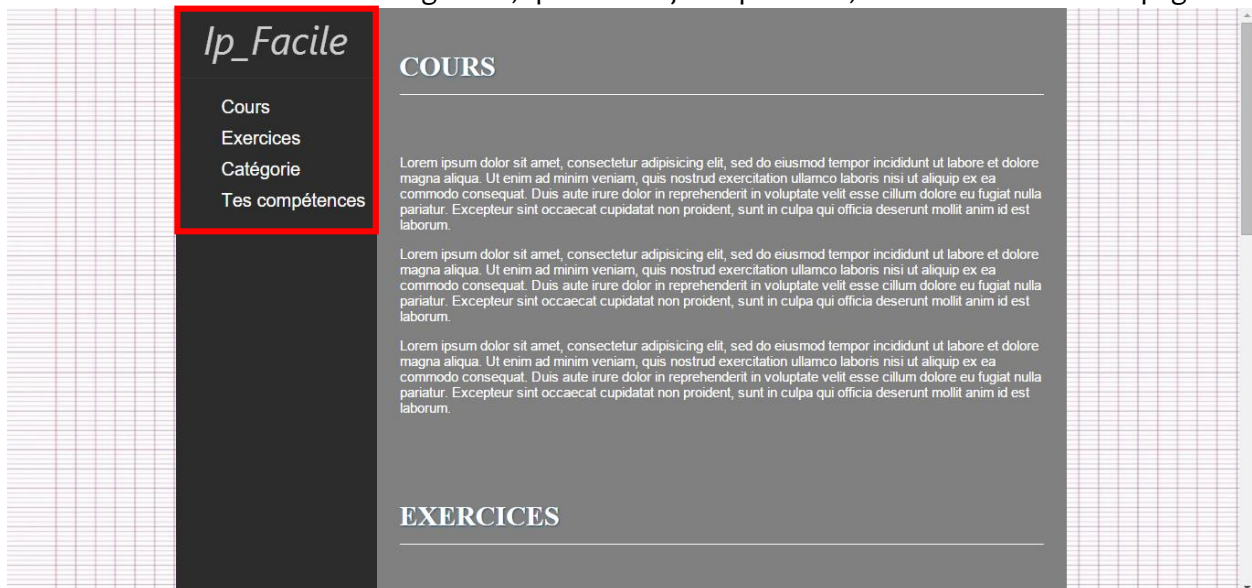 Ip_Facile
Cours
Exercices
Catégorie
Tes compétences
COURS
Lorem ipsum dolor sit amet, consectetur adipisicing elit, sed do eiusmod tempor incididunt ut labore et dolore
magna aliqua. Ut enim ad minim veniam, quis nostrud exercitation ullamco laboris nisi ut aliquip ex ea
commodo consequat. Duis aute irure dolor in reprehenderit in voluptate velit esse cillum dolore eu fugiat nulla
pariatur. Excepteur sint occaecat cupidatat non proident, sunt in culpa qui officia deserunt mollit anim id est
laborum.
Lorem ipsum dolor sit amet, consectetur adipisicing elit, sed do eiusmod tempor incididunt ut labore et dolore
magna aliqua. Ut enim ad minim veniam, quis nostrud exercitation ullamco laboris nisi ut aliquip ex ea
commodo consequat. Duis aute irure dolor in reprehenderit in voluptate velit esse cillum dolore eu fugiat nulla
pariatur. Excepteur sint occaecat cupidatat non proident, sunt in culpa qui officia deserunt mollit anim id est
laborum.
Lorem ipsum dolor sit amet, consectetur adipisicing elit, sed do eiusmod tempor incididunt ut labore et dolore
magna aliqua. Ut enim ad minim veniam, quis nostrud exercitation ullamco laboris nisi ut aliquip ex ea
commodo consequat. Duis aute irure dolor in reprehenderit in voluptate velit esse cillum dolore eu fugiat nulla
pariatur. Excepteur sint occaecat cupidatat non proident, sunt in culpa qui officia deserunt mollit anim id est
laborum.
EXERCICES